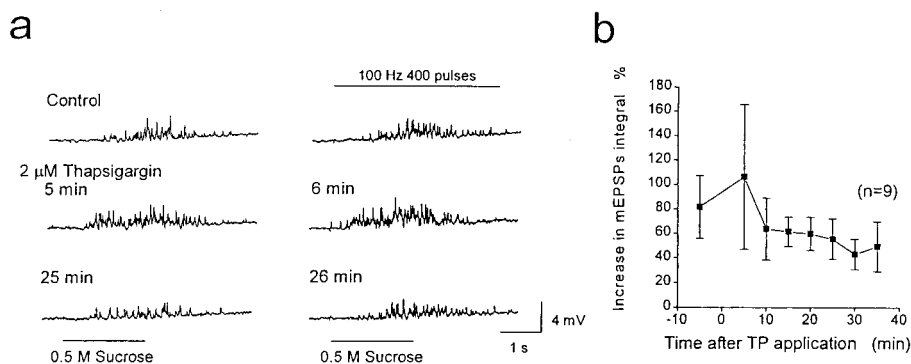 a
100 Hz 400 pulses
Control
2 µM Thapsigargin
5 min
6 min
25 min
26 min
0.5 M Sucrose
0.5 M Sucrose
4 mV
1 s
b
Increase in mEPSPs integral %
180
160
140
120
100
80
60
40
20
0
(n=9)
-10 0 10 20 30 40
Time after TP application (min)